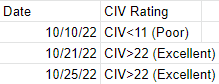 Date CIV Rating
10/10/22 CIV<11 (Poor)
10/21/22 CIV>22 (Excellent)
10/25/22 CIV>22 (Excellent)